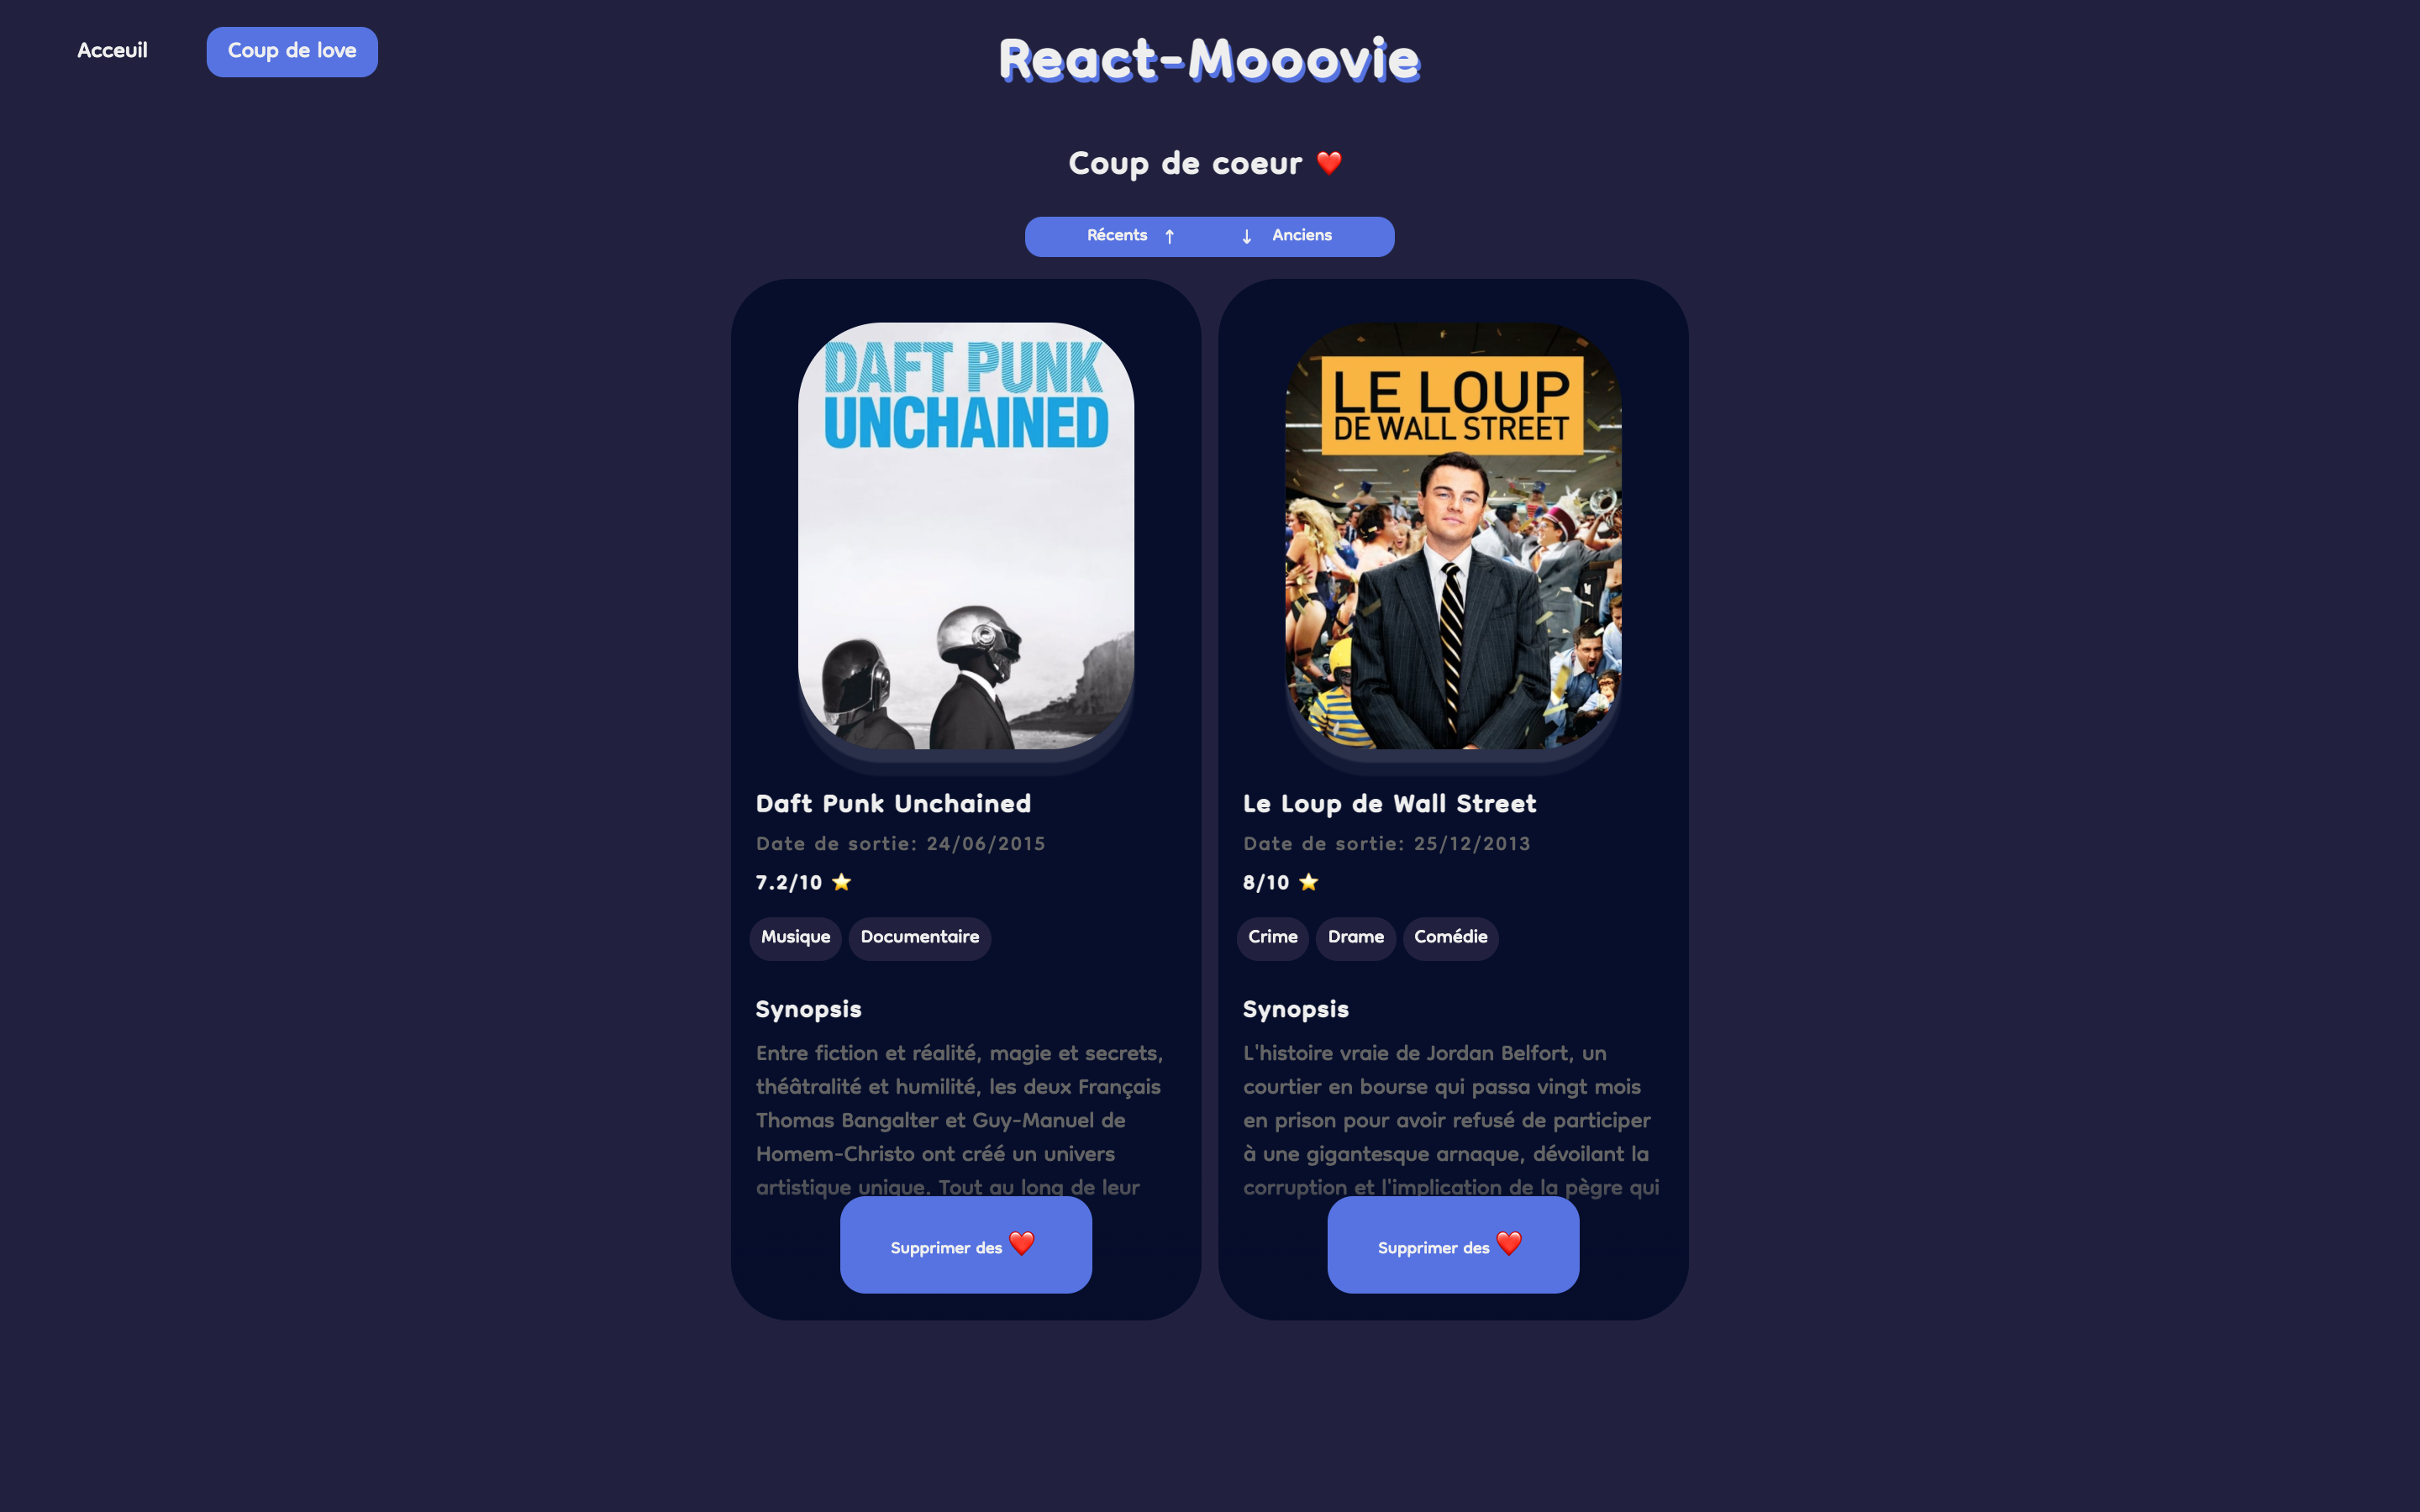 Acceuil
Coup de love
React-Mooovie
Coup de coeur ❤️
Récents ↑
↓ Anciens
DAFT PUNK
UNCHAINED
Daft Punk Unchained
Date de sortie: 24/06/2015
7.2/10 ⭐
Musique
Documentaire
Synopsis
Entre fiction et réalité, magie et secrets,
théâtralité et humilité, les deux Français
Thomas Bangalter et Guy-Manuel de
Homem-Christo ont créé un univers
artistique unique. Tout au long de leur
Supprimer des ❤️
LE LOUP
DE WALL STREET
Le Loup de Wall Street
Date de sortie: 25/12/2013
8/10 ⭐
Crime
Drame
Comédie
Synopsis
L'histoire vraie de Jordan Belfort, un
courtier en bourse qui passa vingt mois
en prison pour avoir refusé de participer
à une gigantesque arnaque, dévoilant la
corruption et l'implication de la pègre qui
Supprimer des ❤️